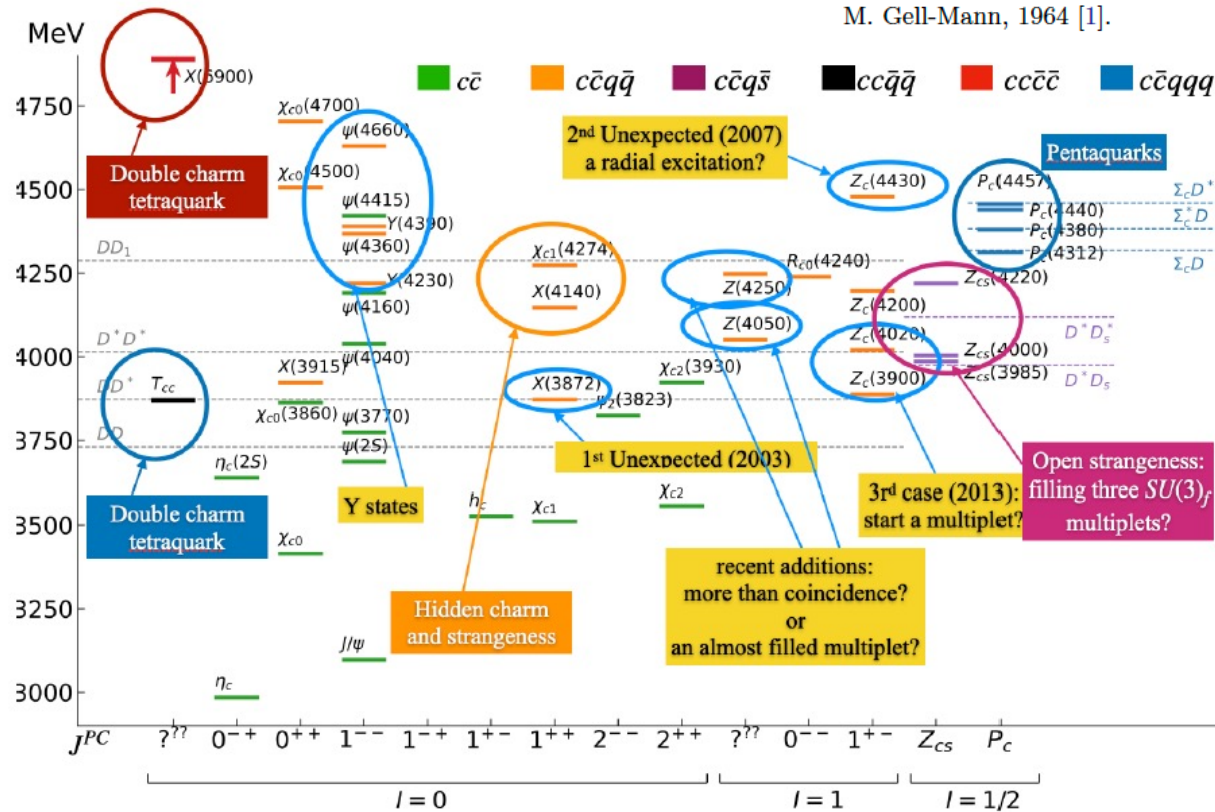 M. Gell-Mann, 1964 [1].
MeV
cc̄
cc̄qq̄
cc̄qs̄
ccq̄q̄
ccc̄c̄
cc̄qqq
X(6900)
4750
χc0(4700)
ψ(4660)
2nd Unexpected (2007)
a radial excitation?
Pentaquarks
Double charm
tetraquark
4500
χc0(4500)
ψ(4415)
Y(4390)
ψ(4360)
Zc(4430)
Pc(4457)
ΣcD*
Pc(4440)
Σc*D
Pc(4380)
Pc(4312)
ΣcD
DD1
χc1(4274)
Rc0(4240)
4250
Y(4230)
X(4140)
Z(4250)
Zcs(4220)
ψ(4160)
Zc(4200)
Z(4050)
D*Ds*
D*D*
4000
ψ(4040)
Zc(4020)
Zcs(4000)
X(3915)
χc2(3930)
Zcs(3985)
D*Ds
Tcc
DD*
X(3872)
Zc(3900)
χc0(3860)
ψ2(3823)
ψ(3770)
DD
3750
ψ(2S)
1st Unexpected (2003)
ηc(2S)
Open strangeness:
filling three SU(3)f
multiplets?
Double charm
tetraquark
Y states
hc
χc1
χc2
3rd case (2013):
start a multiplet?
3500
χc0
recent additions:
more than coincidence?
or
an almost filled multiplet?
3250
Hidden charm
and strangeness
J/ψ
3000
ηc
J^PC ?^?? 0^-+ 0^++ 1^-- 1^-+ 1^+- 1^++ 2^-- 2^++ ?^?? 0^-- 1^+- Zcs Pc
I = 0 I = 1 I = 1/2